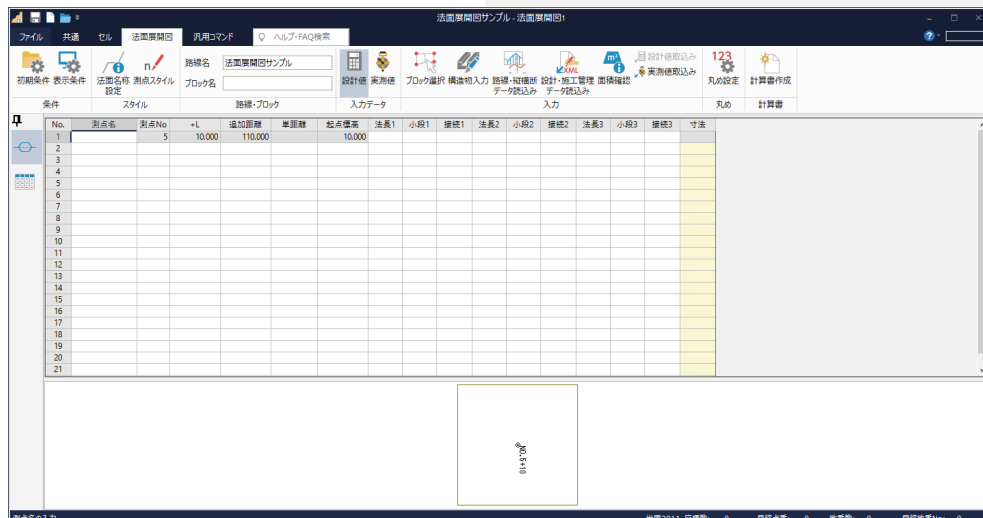 法面展開図サンプル - 法面展開図1
ファイル 共通 セル 法面展開図 汎用コマンド ヘルプ・FAQ検索
初期条件 表示条件 法面名称設定 測点スタイル 路線名 法面展開図サンプル ブロック名 設計値 実測値 ブロック選択 構造物入力 路線・縦横断データ読込み 設計・施工管理データ読込み 面積確認 設計値取込み 実測値取込み 丸め設定 計算書作成
条件 スタイル 路線・ブロック 入力データ 入力 丸め 計算書
No. 測点名 測点No +L 追加距離 単距離 起点標高 法長1 小段1 接続1 法長2 小段2 接続2 法長3 小段3 接続3 寸法
1 5 10.000 110.000 10.000
2
3
4
5
6
7
8
9
10
11
12
13
14
15
16
17
18
19
20
21
NO.5+10